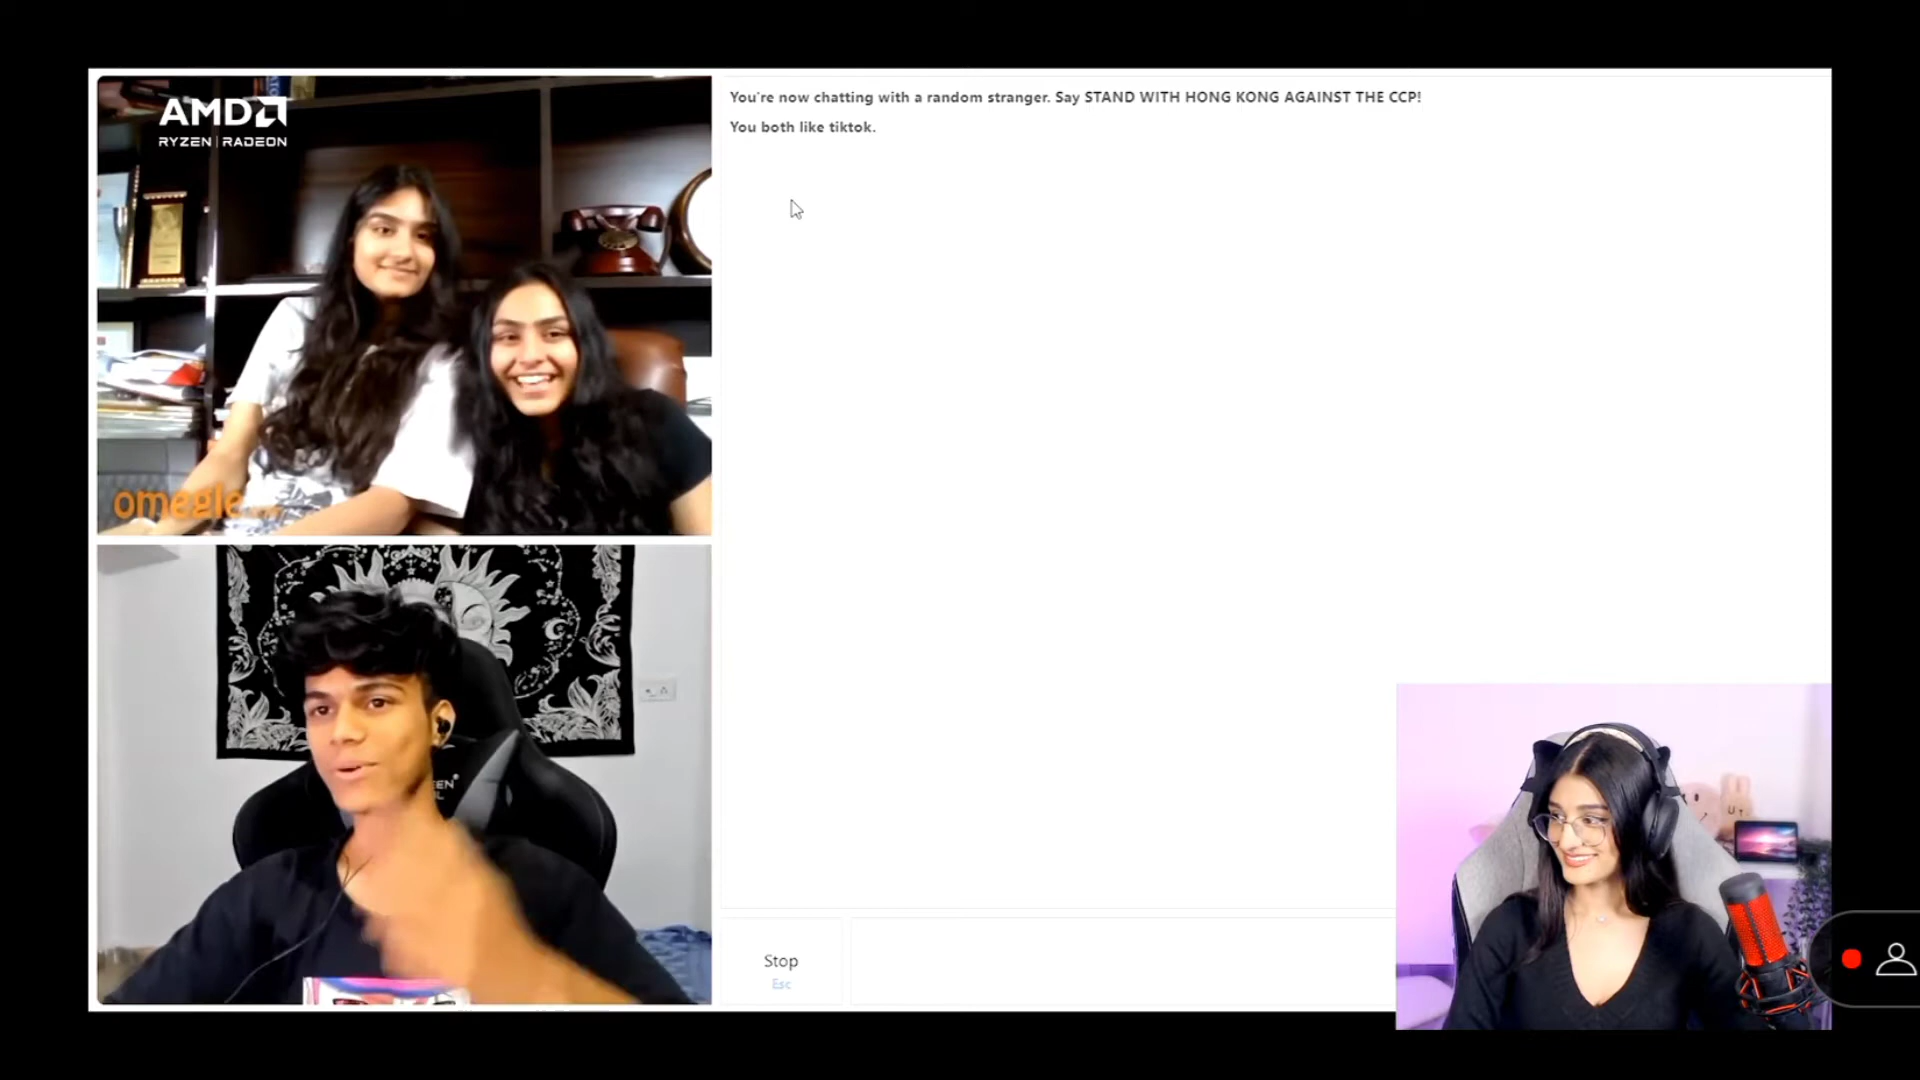 AMD
RYZEN | RADEON
You're now chatting with a random stranger. Say STAND WITH HONG KONG AGAINST THE CCP!
You both like tiktok.
omegle
Stop
Esc